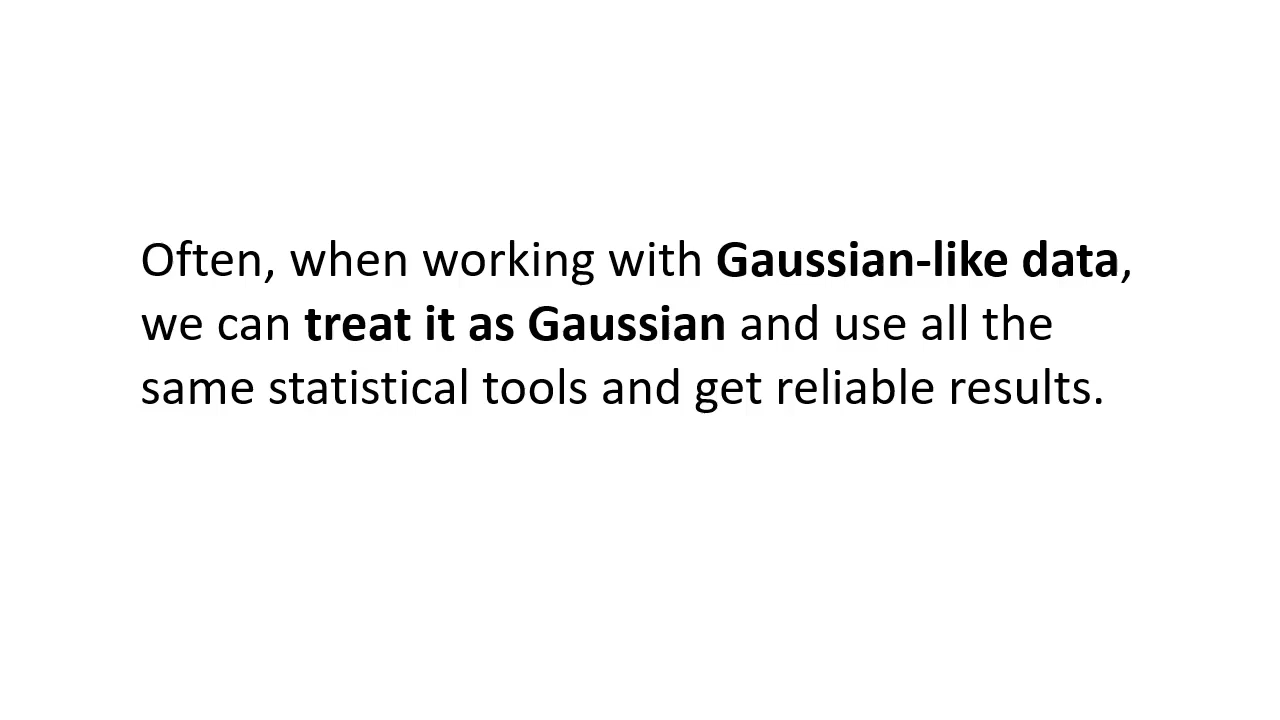 Often, when working with Gaussian-like data,
we can treat it as Gaussian and use all the
same statistical tools and get reliable results.